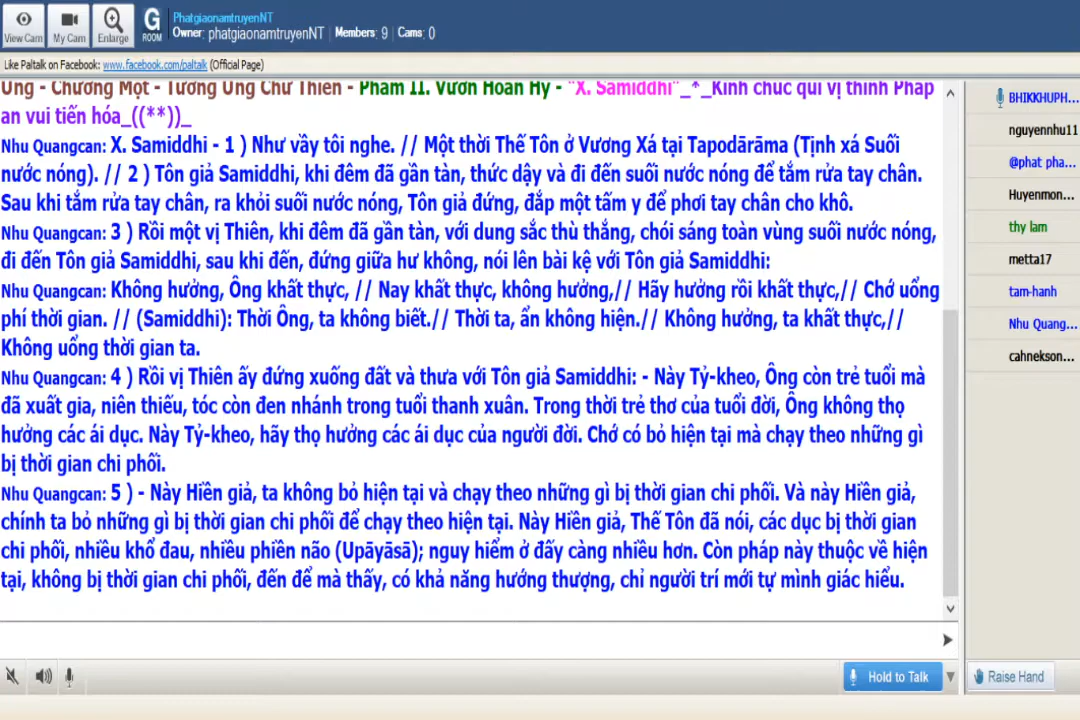 View Cam
My Cam
Enlarge
G
ROOM
PhatgiaonamtruyenNT
Owner: phatgiaonamtruyenNT | Members: 9 | Cams: 0
Like Paltalk on Facebook: www.facebook.com/paltalk (Official Page)
Ưng - Chương Một - Tương Ưng Chư Thiên - Phẩm II. Vườn Hoan Hỷ - "X. Samiddhi"_*_Kính chúc quí vị thính Pháp
an vui tiến hóa_((**))_
Nhu Quangcan: X. Samiddhi - 1 ) Như vầy tôi nghe. // Một thời Thế Tôn ở Vương Xá tại Tapodārāma (Tịnh xá Suối
nước nóng). // 2 ) Tôn giả Samiddhi, khi đêm đã gần tàn, thức dậy và đi đến suối nước nóng để tắm rửa tay chân.
Sau khi tắm rửa tay chân, ra khỏi suối nước nóng, Tôn giả đứng, đắp một tấm y để phơi tay chân cho khô.
Nhu Quangcan: 3 ) Rồi một vị Thiên, khi đêm đã gần tàn, với dung sắc thù thắng, chói sáng toàn vùng suối nước nóng,
đi đến Tôn giả Samiddhi, sau khi đến, đứng giữa hư không, nói lên bài kệ với Tôn giả Samiddhi:
Nhu Quangcan: Không hưởng, Ông khất thực, // Nay khất thực, không hưởng,// Hãy hưởng rồi khất thực,// Chớ uổng
phí thời gian. // (Samiddhi): Thời Ông, ta không biết.// Thời ta, ẩn không hiện.// Không hưởng, ta khất thực,//
Không uổng thời gian ta.
Nhu Quangcan: 4 ) Rồi vị Thiên ấy đứng xuống đất và thưa với Tôn giả Samiddhi: - Này Tỷ-kheo, Ông còn trẻ tuổi mà
đã xuất gia, niên thiếu, tóc còn đen nhánh trong tuổi thanh xuân. Trong thời trẻ thơ của tuổi đời, Ông không thọ
hưởng các ái dục. Này Tỷ-kheo, hãy thọ hưởng các ái dục của người đời. Chớ có bỏ hiện tại mà chạy theo những gì
bị thời gian chi phối.
Nhu Quangcan: 5 ) - Này Hiền giả, ta không bỏ hiện tại và chạy theo những gì bị thời gian chi phối. Và này Hiền giả,
chính ta bỏ những gì bị thời gian chi phối để chạy theo hiện tại. Này Hiền giả, Thế Tôn đã nói, các dục bị thời gian
chi phối, nhiều khổ đau, nhiều phiền não (Upāyāsā); nguy hiểm ở đấy càng nhiều hơn. Còn pháp này thuộc về hiện
tại, không bị thời gian chi phối, đến để mà thấy, có khả năng hướng thượng, chỉ người trí mới tự mình giác hiểu.
BHIKKHUPH...
nguyennhu11
@phat pha...
Huyenmon...
thy lam
metta17
tam-hanh
Nhu Quang...
cahnekson...
Hold to Talk
Raise Hand